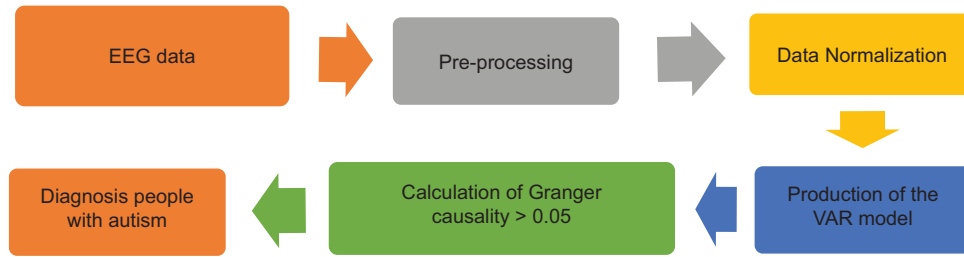 EEG data
Pre-processing
Data Normalization
Production of the
VAR model
Calculation of Granger
causality > 0.05
Diagnosis people
with autism